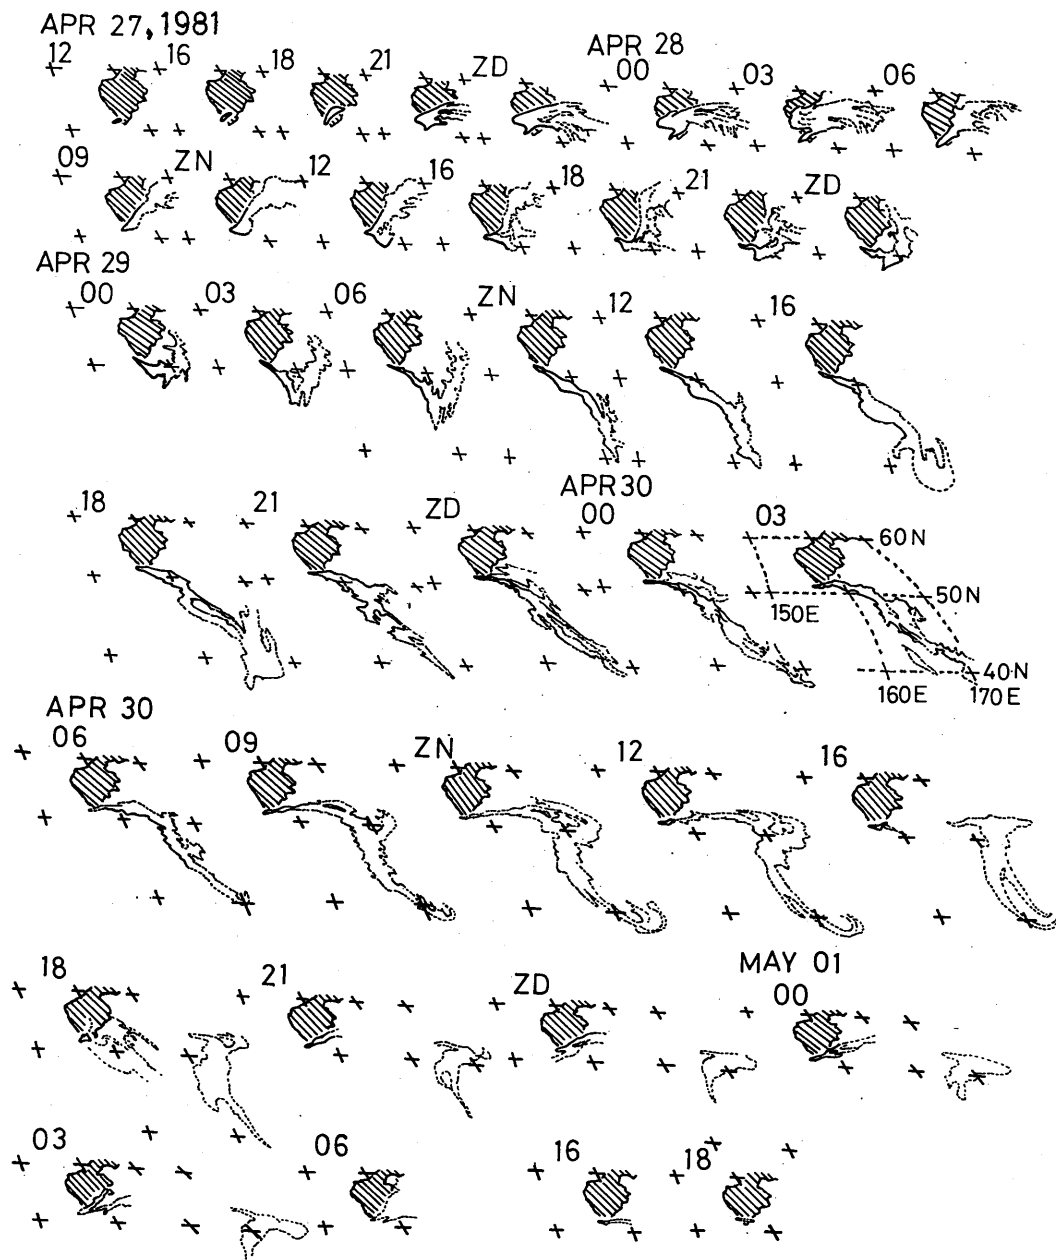 APR 27, 1981
APR 28
12 16 18 21 ZD 00 03 06
09 ZN 12 16 18 21 ZD
APR 29
00 03 06 ZN 12 16
APR 30
18 21 ZD 00 03
60N
50N
150E
40N
160E 170E
APR 30
06 09 ZN 12 16
MAY 01
18 21 ZD 00
03 06 16 18